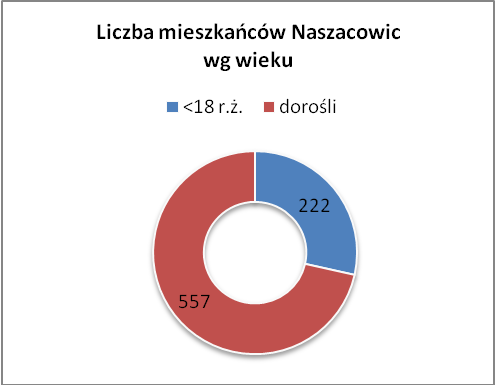 Liczba mieszkańców Naszacowic
wg wieku
<18 r.ż. dorośli
222
557